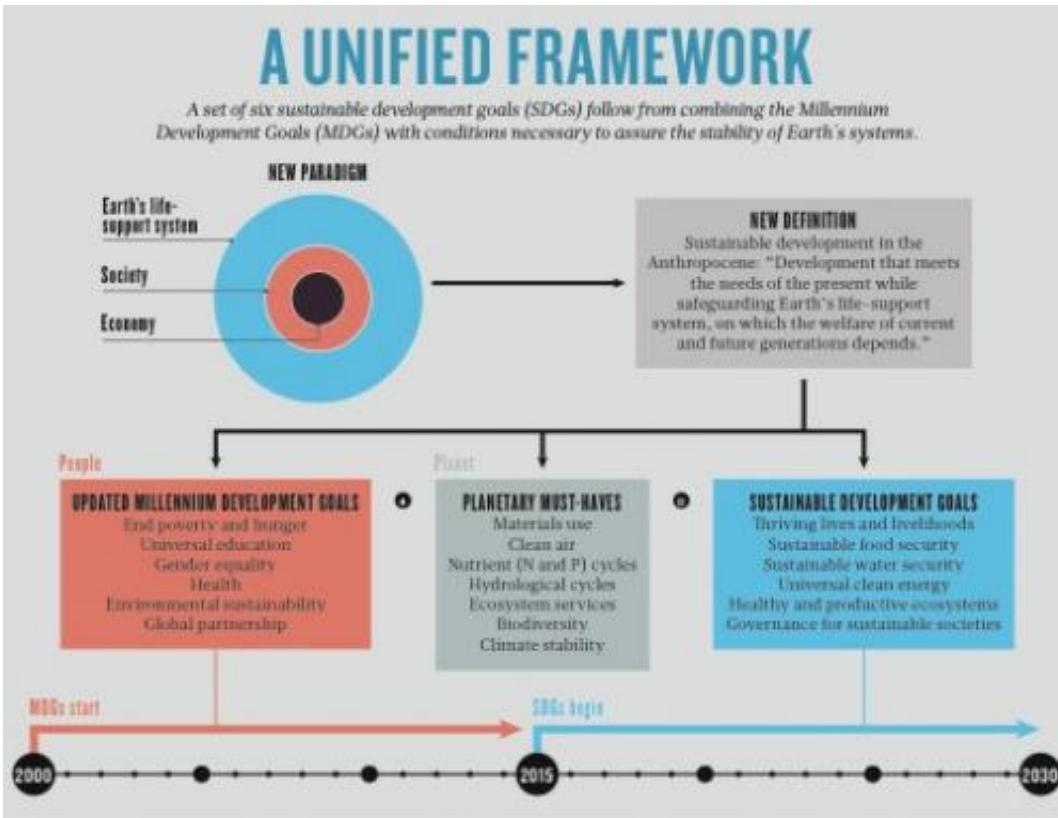 A UNIFIED FRAMEWORK
A set of six sustainable development goals (SDGs) follow from combining the Millennium
Development Goals (MDGs) with conditions necessary to assure the stability of Earth's systems.
NEW PARADIGM
Earth's life-
support system
Society
Economy
NEW DEFINITION
Sustainable development in the
Anthropocene: "Development that meets
the needs of the present while
safeguarding Earth's life-support
system, on which the welfare of current
and future generations depends."
People
UPDATED MILLENNIUM DEVELOPMENT GOALS
End poverty and hunger
Universal education
Gender equality
Health
Environmental sustainability
Global partnership
Planet
PLANETARY MUST-HAVES
Materials use
Clean air
Nutrient (N and P) cycles
Hydrological cycles
Ecosystem services
Biodiversity
Climate stability
SUSTAINABLE DEVELOPMENT GOALS
Thriving lives and livelihoods
Sustainable food security
Sustainable water security
Universal clean energy
Healthy and productive ecosystems
Governance for sustainable societies
MDGs start
SDGs begin
2000
2015
2030